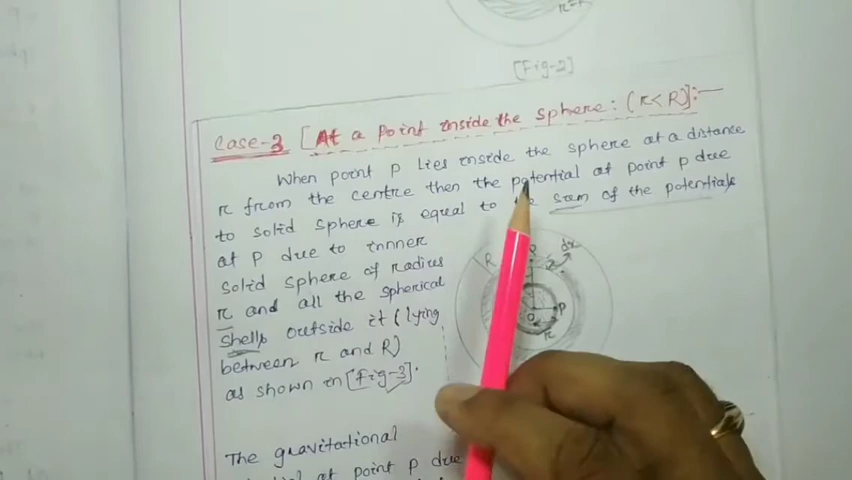 [Fig-2]
Case-3 [At a point inside the sphere: (r<R)]:-
When point p lies inside the sphere at a distance
r from the centre then the potential at point p due
to solid sphere is equal to the sum of the potentials
at p due to innner
solid sphere of radius
r and all the spherical
shells outside it (lying
between r and R)
as shown in [Fig-3].
R
dx
x
P
O
r
The gravitational
at point p due